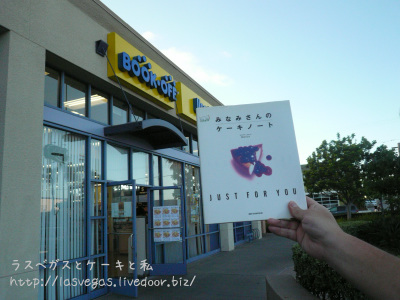 BOOK·OFF
みなみさんの
ケーキノート
JUST FOR YOU
ラスベガスとケーキと私
http://lasvegas.livedoor.biz/